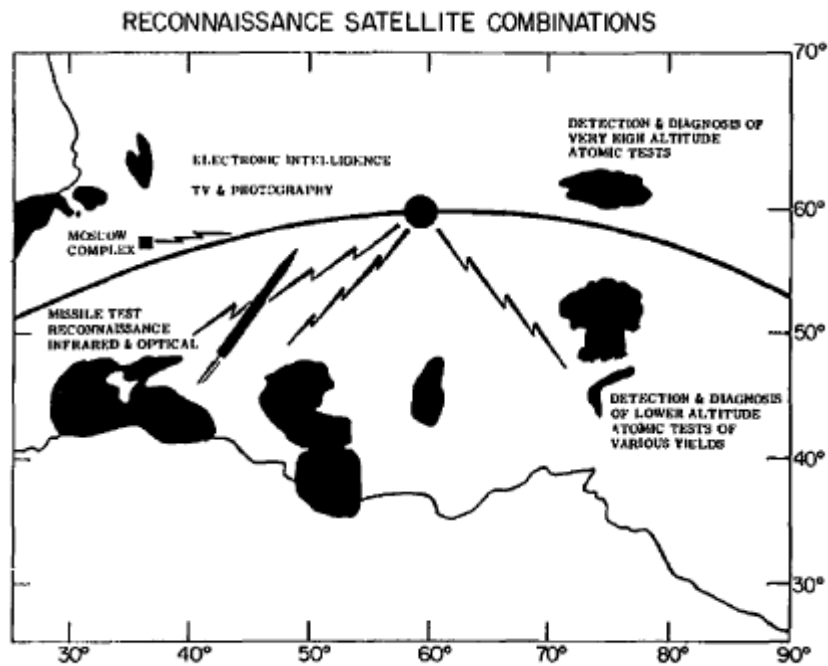 RECONNAISSANCE SATELLITE COMBINATIONS
70°
DETECTION & DIAGNOSIS OF
VERY HIGH ALTITUDE
ATOMIC TESTS
ELECTRONIC INTELLIGENCE
TV & PHOTOGRAPHY
60°
MOSCOW
COMPLEX
MISSILE TEST
RECONNAISSANCE
INFRARED & OPTICAL
50°
DETECTION & DIAGNOSIS
OF LOWER ALTITUDE
ATOMIC TESTS OF
VARIOUS YIELDS
40°
30°
30°
40°
50°
60°
70°
80°
90°